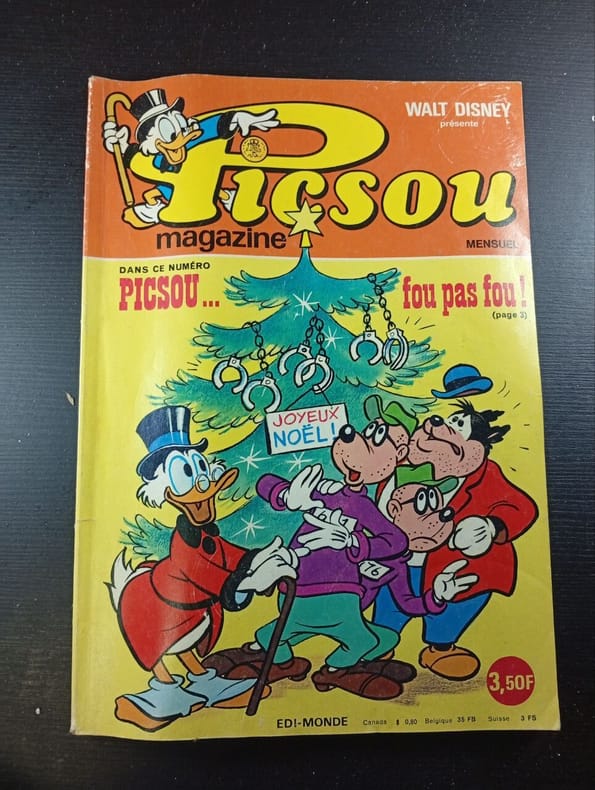 WALT DISNEY
présente
Picsou
magazine
MENSUEL
DANS CE NUMÉRO
PICSOU... fou pas fou !
(page 3)
JOYEUX
NOËL!
76
3,50F
EDI-MONDE Canada $ 0,80 Belgique 35 FB Suisse 3 FS